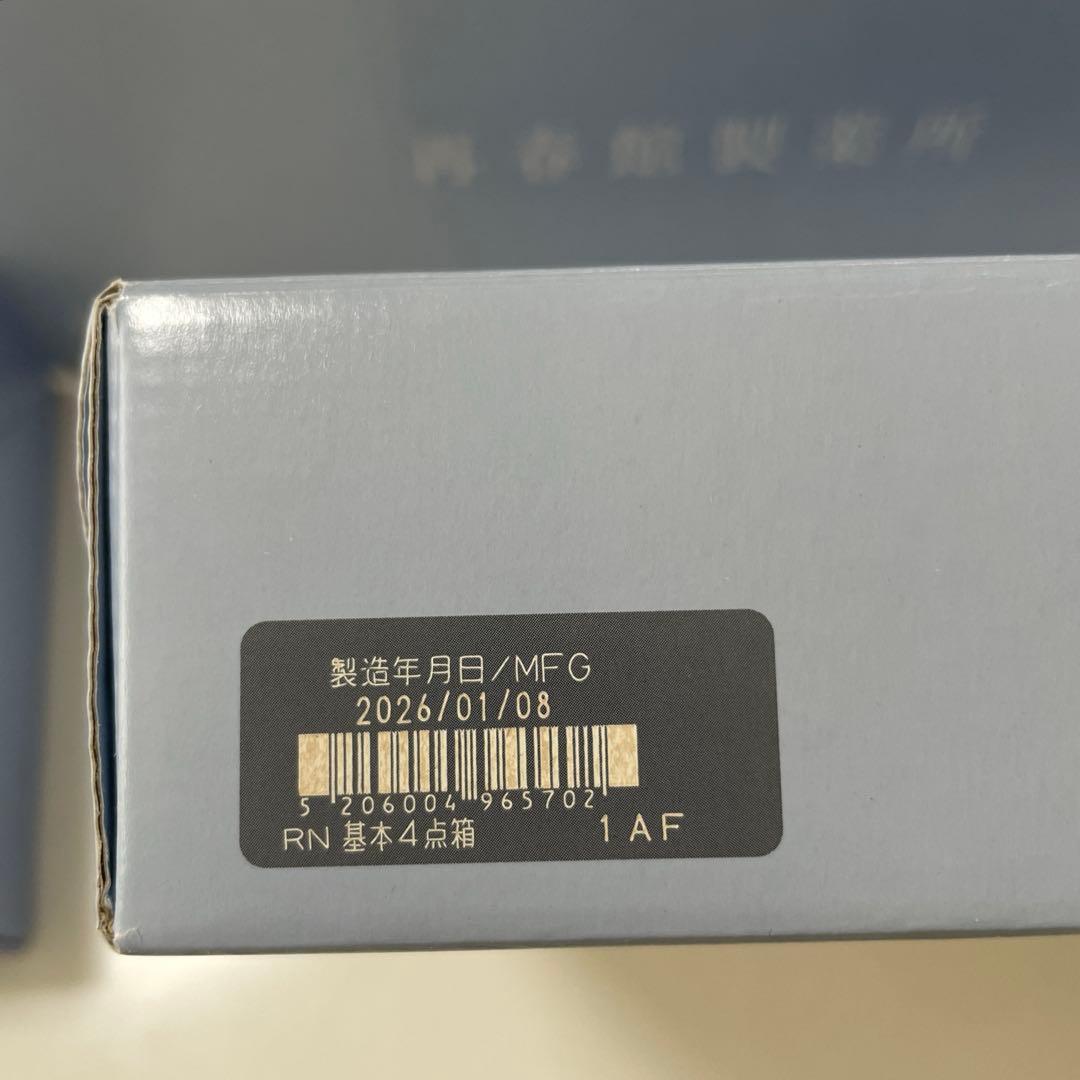 再春館製薬所
製造年月日/MFG
2026/01/08
5 206004 965702
RN 基本4点箱 1AF